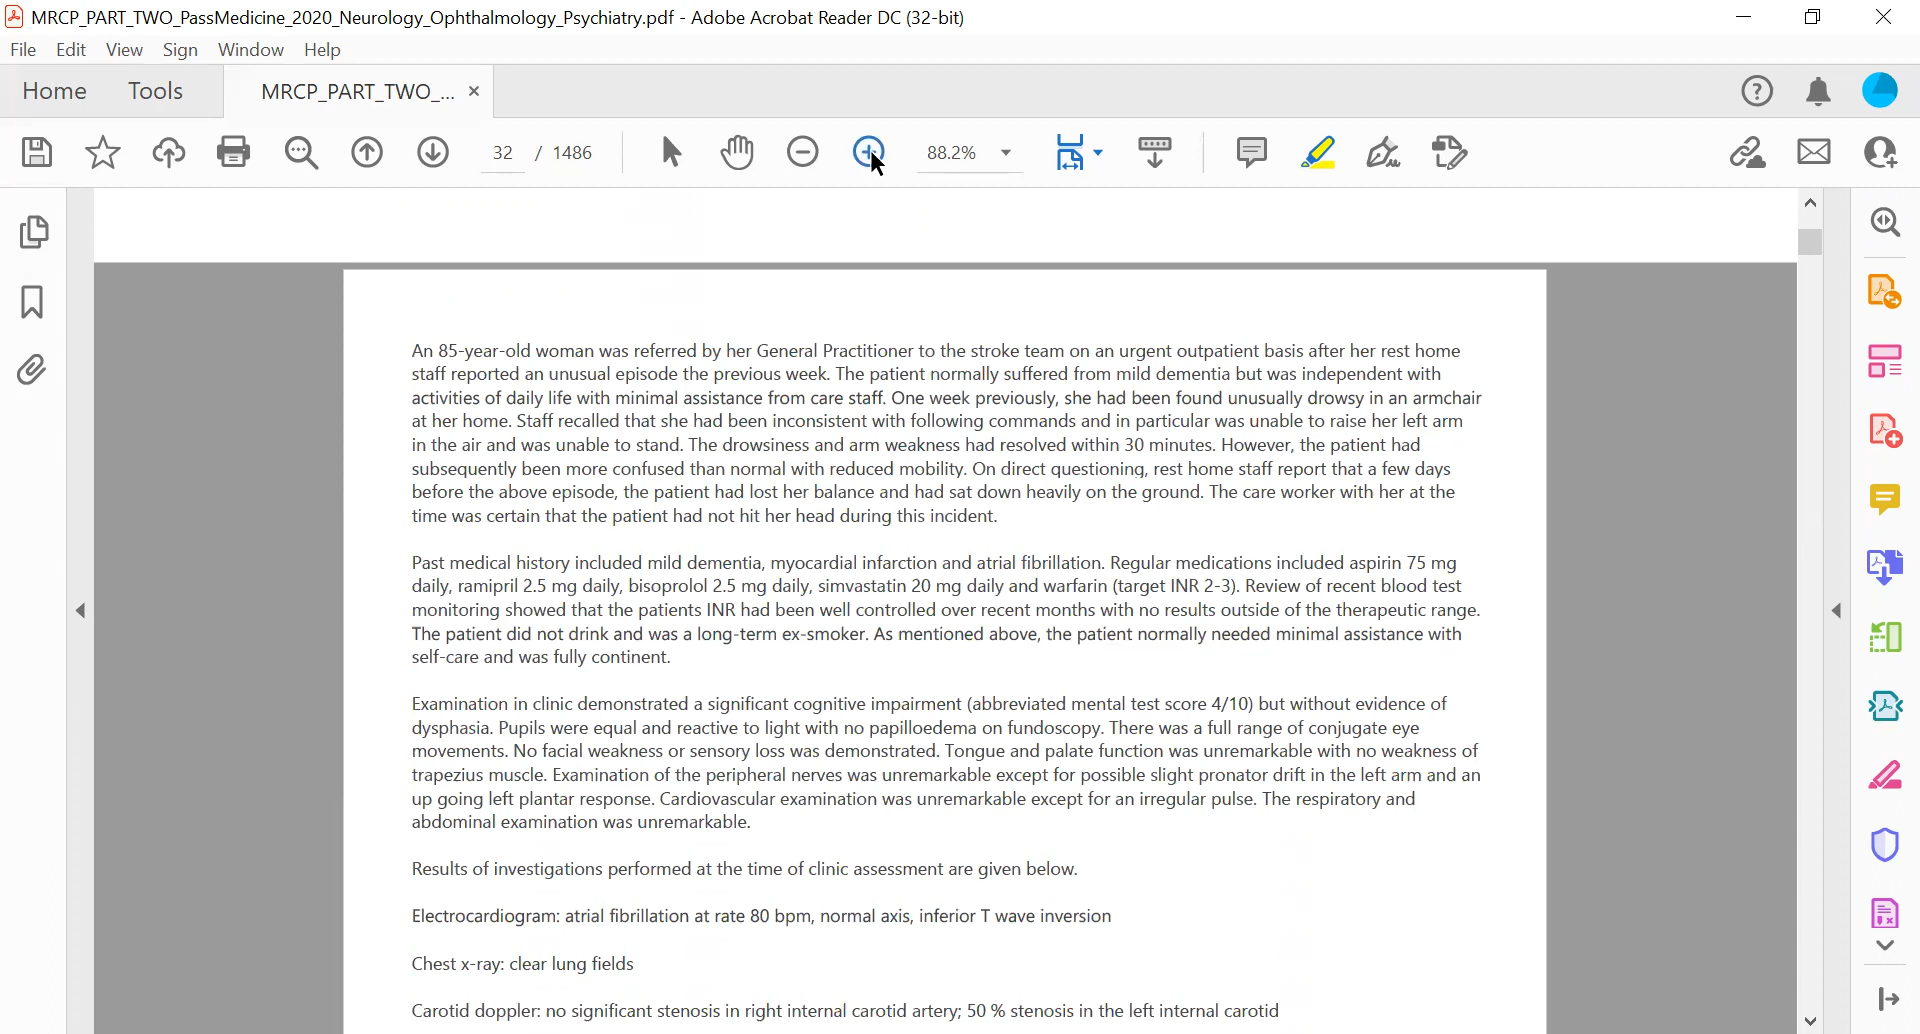 MRCP_PART_TWO_PassMedicine_2020_Neurology_Ophthalmology_Psychiatry.pdf - Adobe Acrobat Reader DC (32-bit)
File Edit View Sign Window Help
Home Tools MRCP_PART_TWO_... ×
32 / 1486 88.2%
An 85-year-old woman was referred by her General Practitioner to the stroke team on an urgent outpatient basis after her rest home
staff reported an unusual episode the previous week. The patient normally suffered from mild dementia but was independent with
activities of daily life with minimal assistance from care staff. One week previously, she had been found unusually drowsy in an armchair
at her home. Staff recalled that she had been inconsistent with following commands and in particular was unable to raise her left arm
in the air and was unable to stand. The drowsiness and arm weakness had resolved within 30 minutes. However, the patient had
subsequently been more confused than normal with reduced mobility. On direct questioning, rest home staff report that a few days
before the above episode, the patient had lost her balance and had sat down heavily on the ground. The care worker with her at the
time was certain that the patient had not hit her head during this incident.
Past medical history included mild dementia, myocardial infarction and atrial fibrillation. Regular medications included aspirin 75 mg
daily, ramipril 2.5 mg daily, bisoprolol 2.5 mg daily, simvastatin 20 mg daily and warfarin (target INR 2-3). Review of recent blood test
monitoring showed that the patients INR had been well controlled over recent months with no results outside of the therapeutic range.
The patient did not drink and was a long-term ex-smoker. As mentioned above, the patient normally needed minimal assistance with
self-care and was fully continent.
Examination in clinic demonstrated a significant cognitive impairment (abbreviated mental test score 4/10) but without evidence of
dysphasia. Pupils were equal and reactive to light with no papilloedema on fundoscopy. There was a full range of conjugate eye
movements. No facial weakness or sensory loss was demonstrated. Tongue and palate function was unremarkable with no weakness of
trapezius muscle. Examination of the peripheral nerves was unremarkable except for possible slight pronator drift in the left arm and an
up going left plantar response. Cardiovascular examination was unremarkable except for an irregular pulse. The respiratory and
abdominal examination was unremarkable.
Results of investigations performed at the time of clinic assessment are given below.
Electrocardiogram: atrial fibrillation at rate 80 bpm, normal axis, inferior T wave inversion
Chest x-ray: clear lung fields
Carotid doppler: no significant stenosis in right internal carotid artery; 50 % stenosis in the left internal carotid